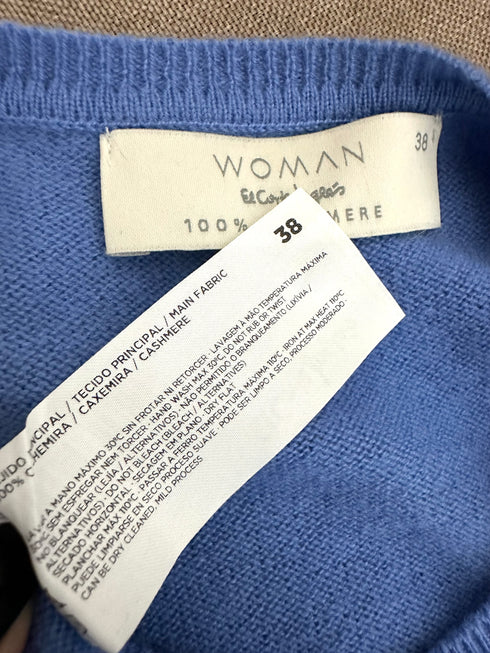 WOMAN
El Corte Inglés
100% CASHMERE
38
38
TEJIDO PRINCIPAL / TECIDO PRINCIPAL / MAIN FABRIC
100% CHEMIRA / CAXEMIRA / CASHMERE
A MANO MÁXIMO 30ºC SIN FROTAR NI RETORCER · LAVAGEM À MÃO TEMPERATURA MÁXIMA
SEM ESFREGAR NEM TORCER · HAND WASH MAX 30ºC DO NOT RUB OR TWIST
NO BLANQUEAR (LEJÍA / ALTERNATIVOS) · NÃO PERMITIDO O BRANQUEAMENTO (LIXÍVIA /
ALTERNATIVOS) · DO NOT BLEACH (BLEACH / ALTERNATIVES)
SECADO HORIZONTAL · SECAGEM EM PLANO · DRY FLAT
PLANCHAR MAX 110ºC · PASSAR A FERRO TEMPERATURA MÁXIMA 110ºC · IRON AT MAX HEAT 110ºC
PUEDE LIMPIARSE EN SECO, PROCESO SUAVE · PODE SER LIMPO A SECO, PROCESSO MODERADO ·
CAN BE DRY CLEANED, MILD PROCESS